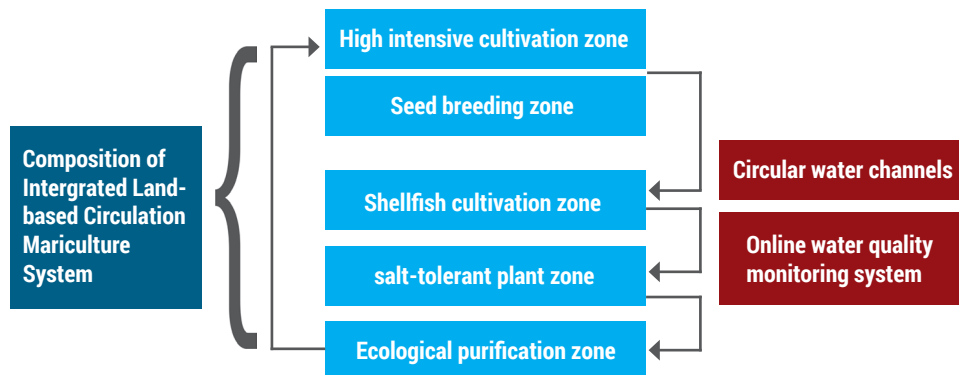 Composition of
Intergrated Land-
based Circulation
Mariculture
System
High intensive cultivation zone
Seed breeding zone
Shellfish cultivation zone
salt-tolerant plant zone
Ecological purification zone
Circular water channels
Online water quality
monitoring system